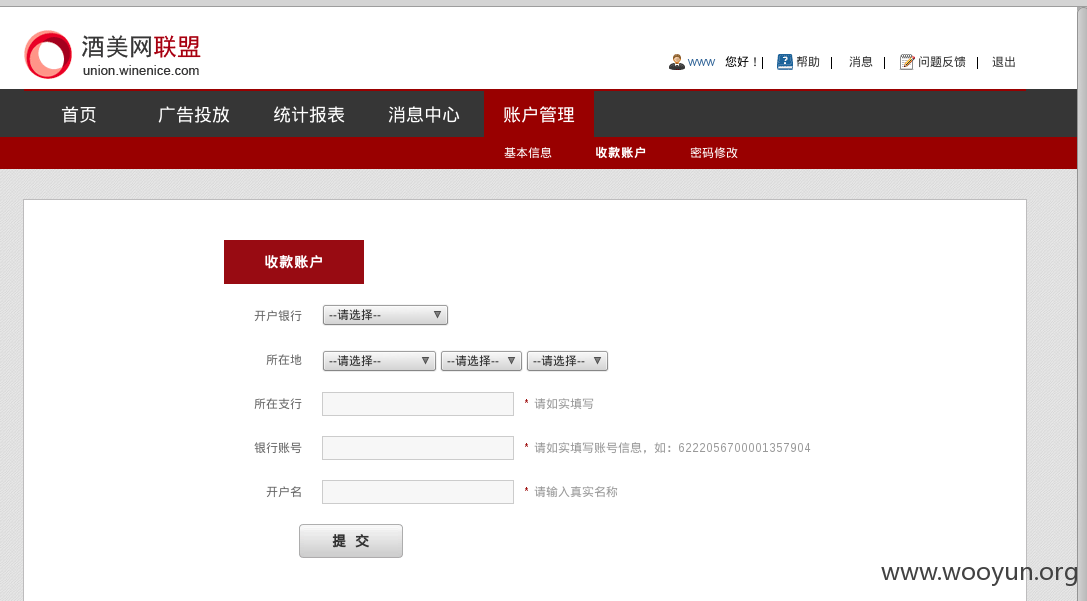 酒美网联盟
union.winenice.com
www 您好！| 帮助 | 消息 | 问题反馈 | 退出
首页 广告投放 统计报表 消息中心 账户管理
基本信息 收款账户 密码修改
收款账户
开户银行 --请选择--
所在地 --请选择-- --请选择-- --请选择--
所在支行 * 请如实填写
银行账号 * 请如实填写账号信息, 如: 6222056700001357904
开户名 * 请输入真实名称
提 交
www.wooyun.org